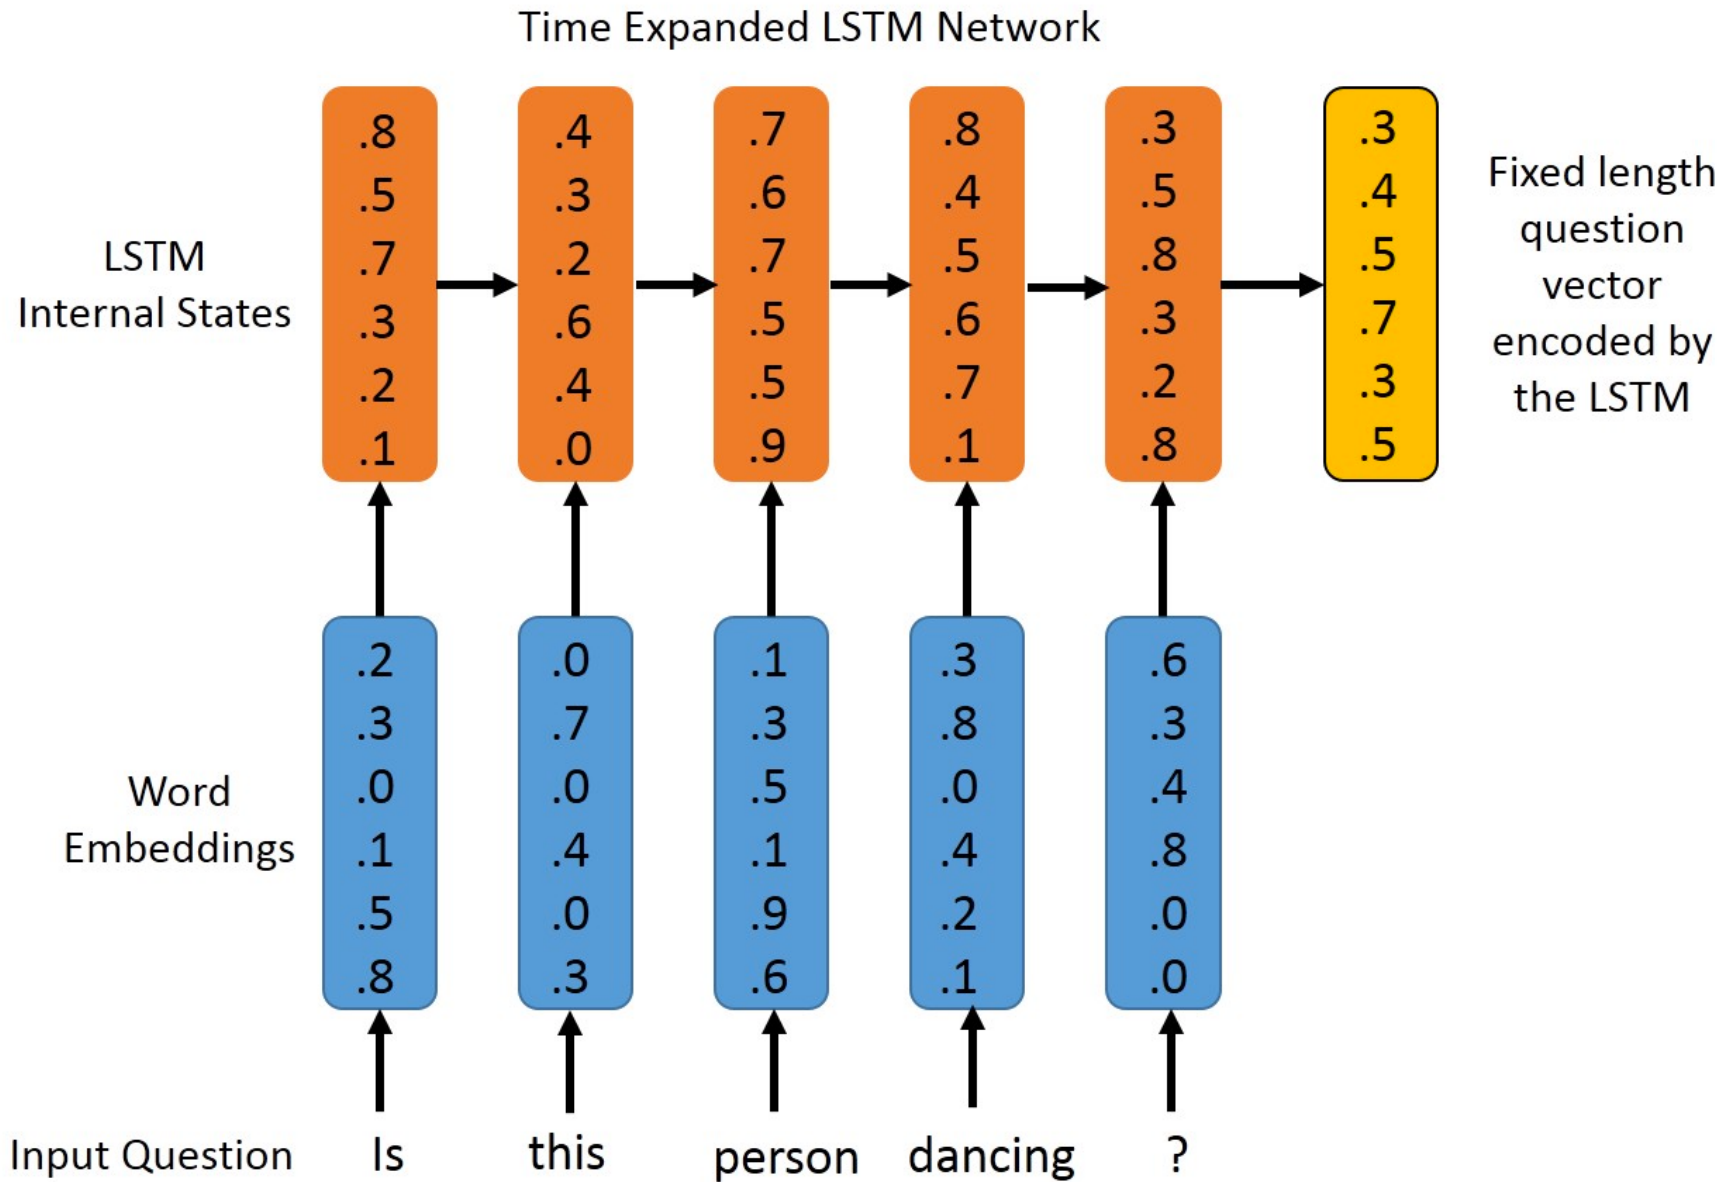 Time Expanded LSTM Network
LSTM
Internal States
.8 .4 .7 .8 .3 .3
.5 .3 .6 .4 .5 .4
.7 .2 .7 .5 .8 .5
.3 .6 .5 .6 .3 .7
.2 .4 .5 .7 .2 .3
.1 .0 .9 .1 .8 .5
Fixed length
question
vector
encoded by
the LSTM
Word
Embeddings
.2 .0 .1 .3 .6
.3 .7 .3 .8 .3
.0 .0 .5 .0 .4
.1 .4 .1 .4 .8
.5 .0 .9 .2 .0
.8 .3 .6 .1 .0
Input Question Is this person dancing ?